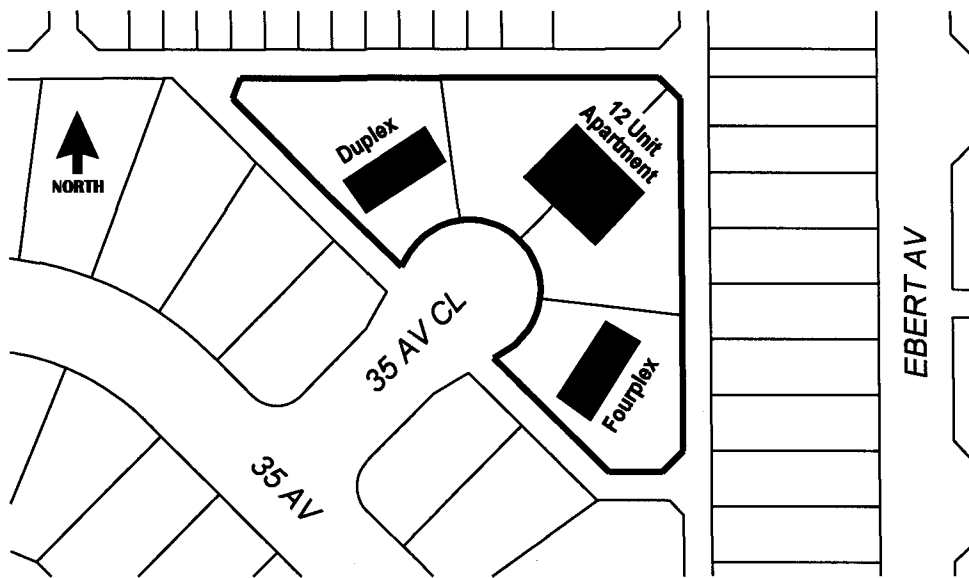 Duplex
12 Unit
Apartment
NORTH
EBERT AV
35 AV CL
Fourplex
35 AV